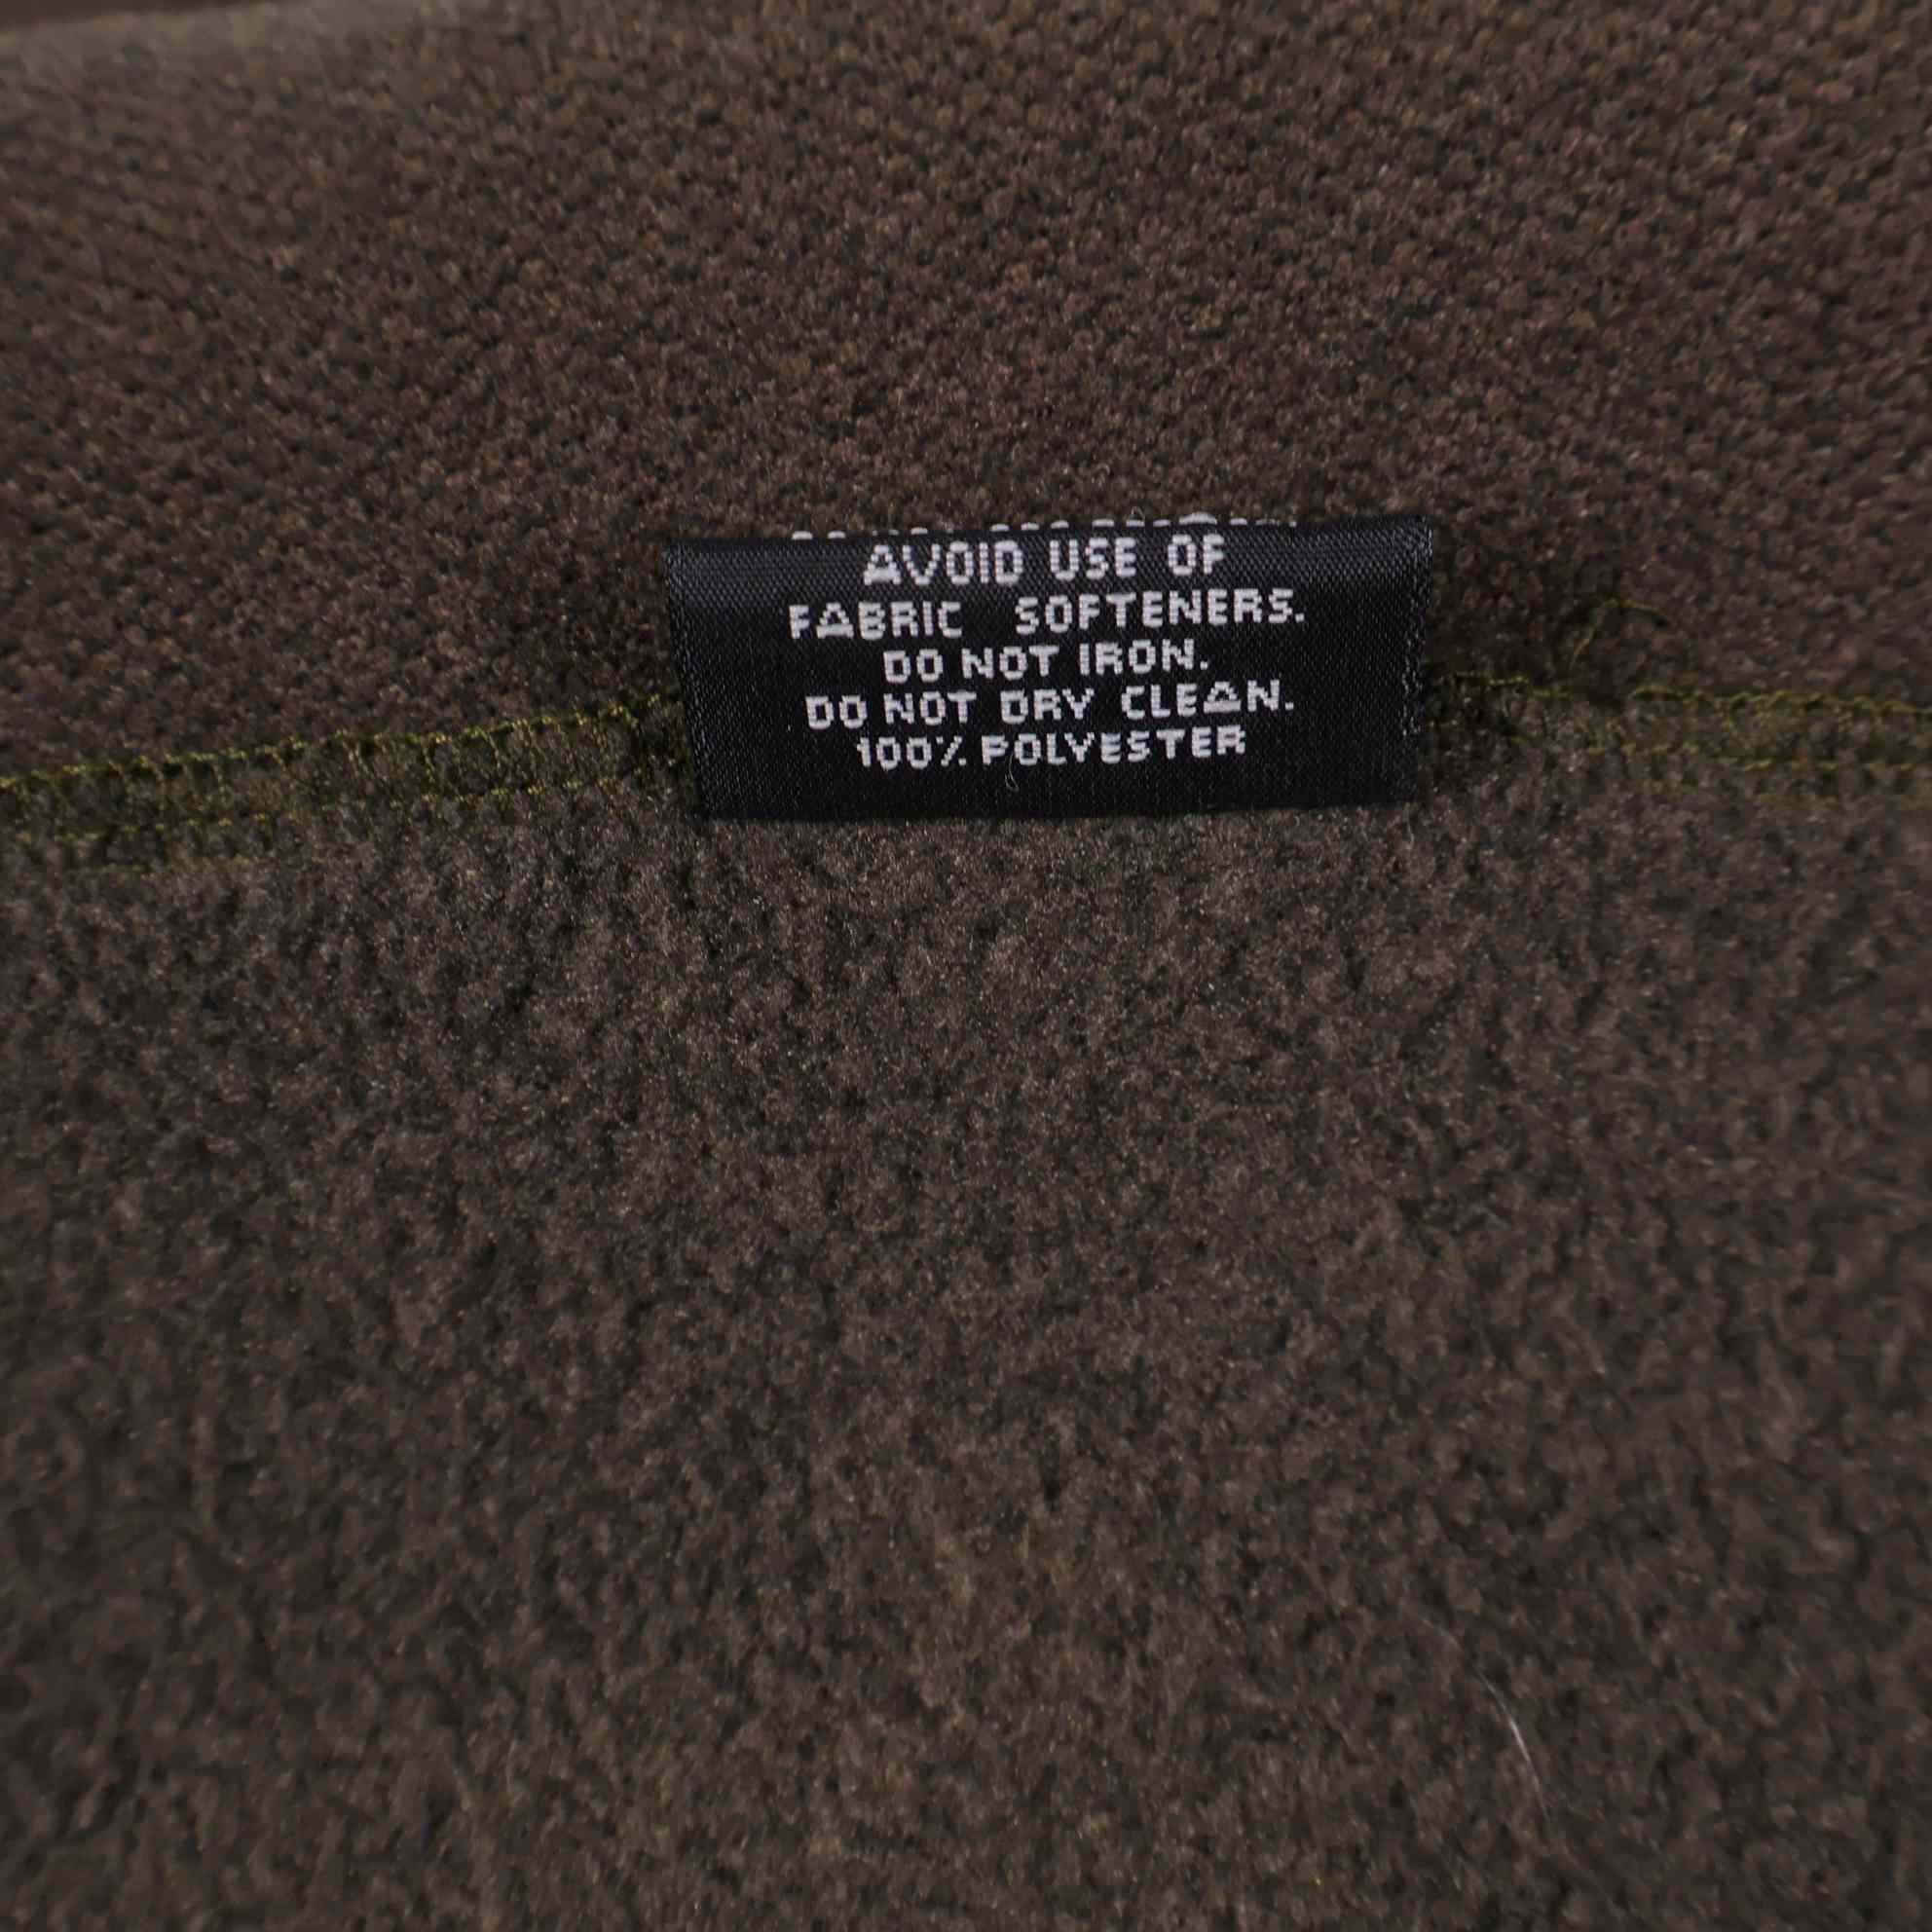 AVOID USE OF
FABRIC SOFTENERS.
DO NOT IRON.
DO NOT DRY CLEAN.
100% POLYESTER